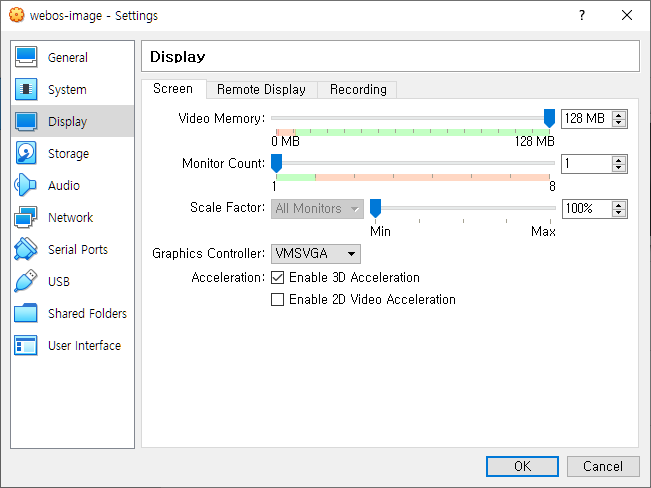 webos-image - Settings
?
General
System
Display
Storage
Audio
Network
Serial Ports
USB
Shared Folders
User Interface
Display
Screen Remote Display Recording
Video Memory: 128 MB
0 MB 128 MB
Monitor Count: 1
1 8
Scale Factor: All Monitors 100%
Min Max
Graphics Controller: VMSVGA
Acceleration: Enable 3D Acceleration
Enable 2D Video Acceleration
OK Cancel